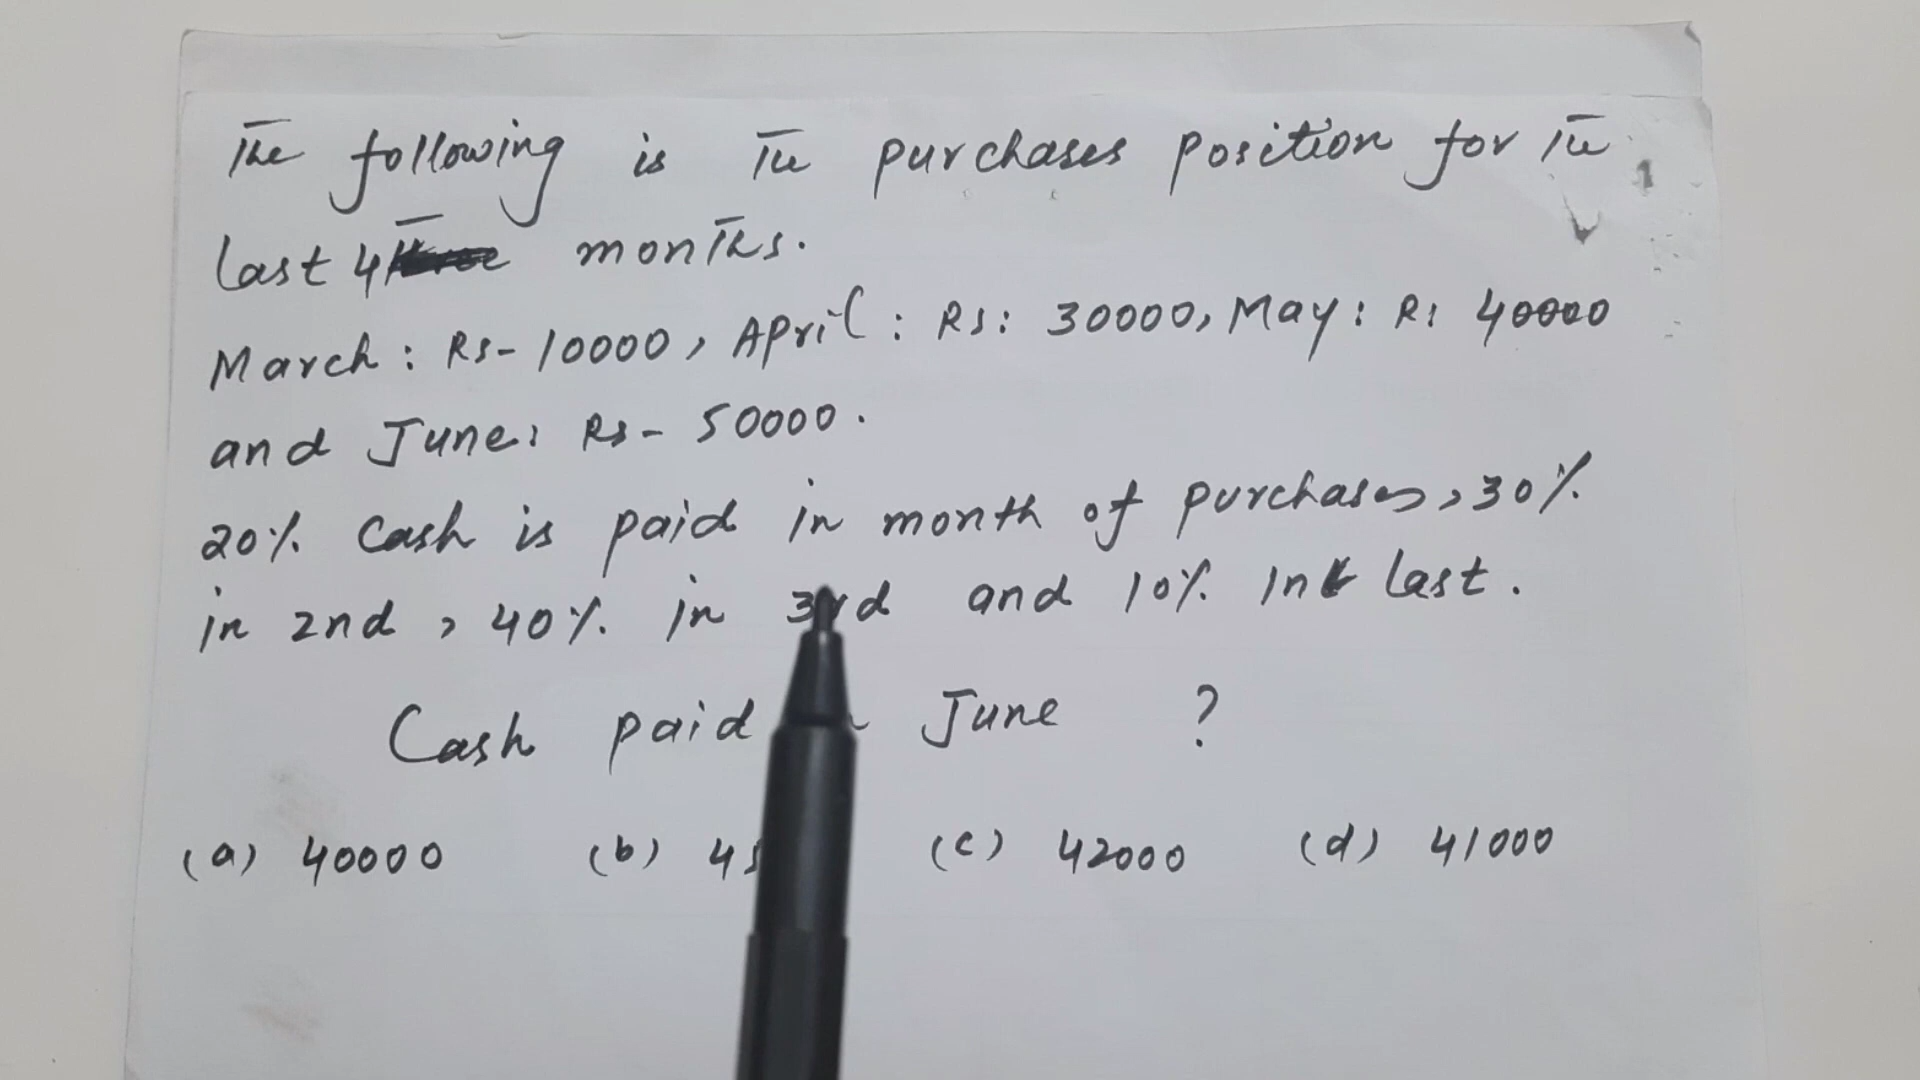 The following is The purchases position for The
last 4 months.
March : Rs- 10000, April : Rs: 30000, May : Rs 40000
and June: Rs- 50000.
20% Cash is paid in month of purchases, 30%
in 2nd, 40% in 3rd and 10% in last.
Cash paid June ?
(a) 40000 (b) (c) 42000 (d) 41000